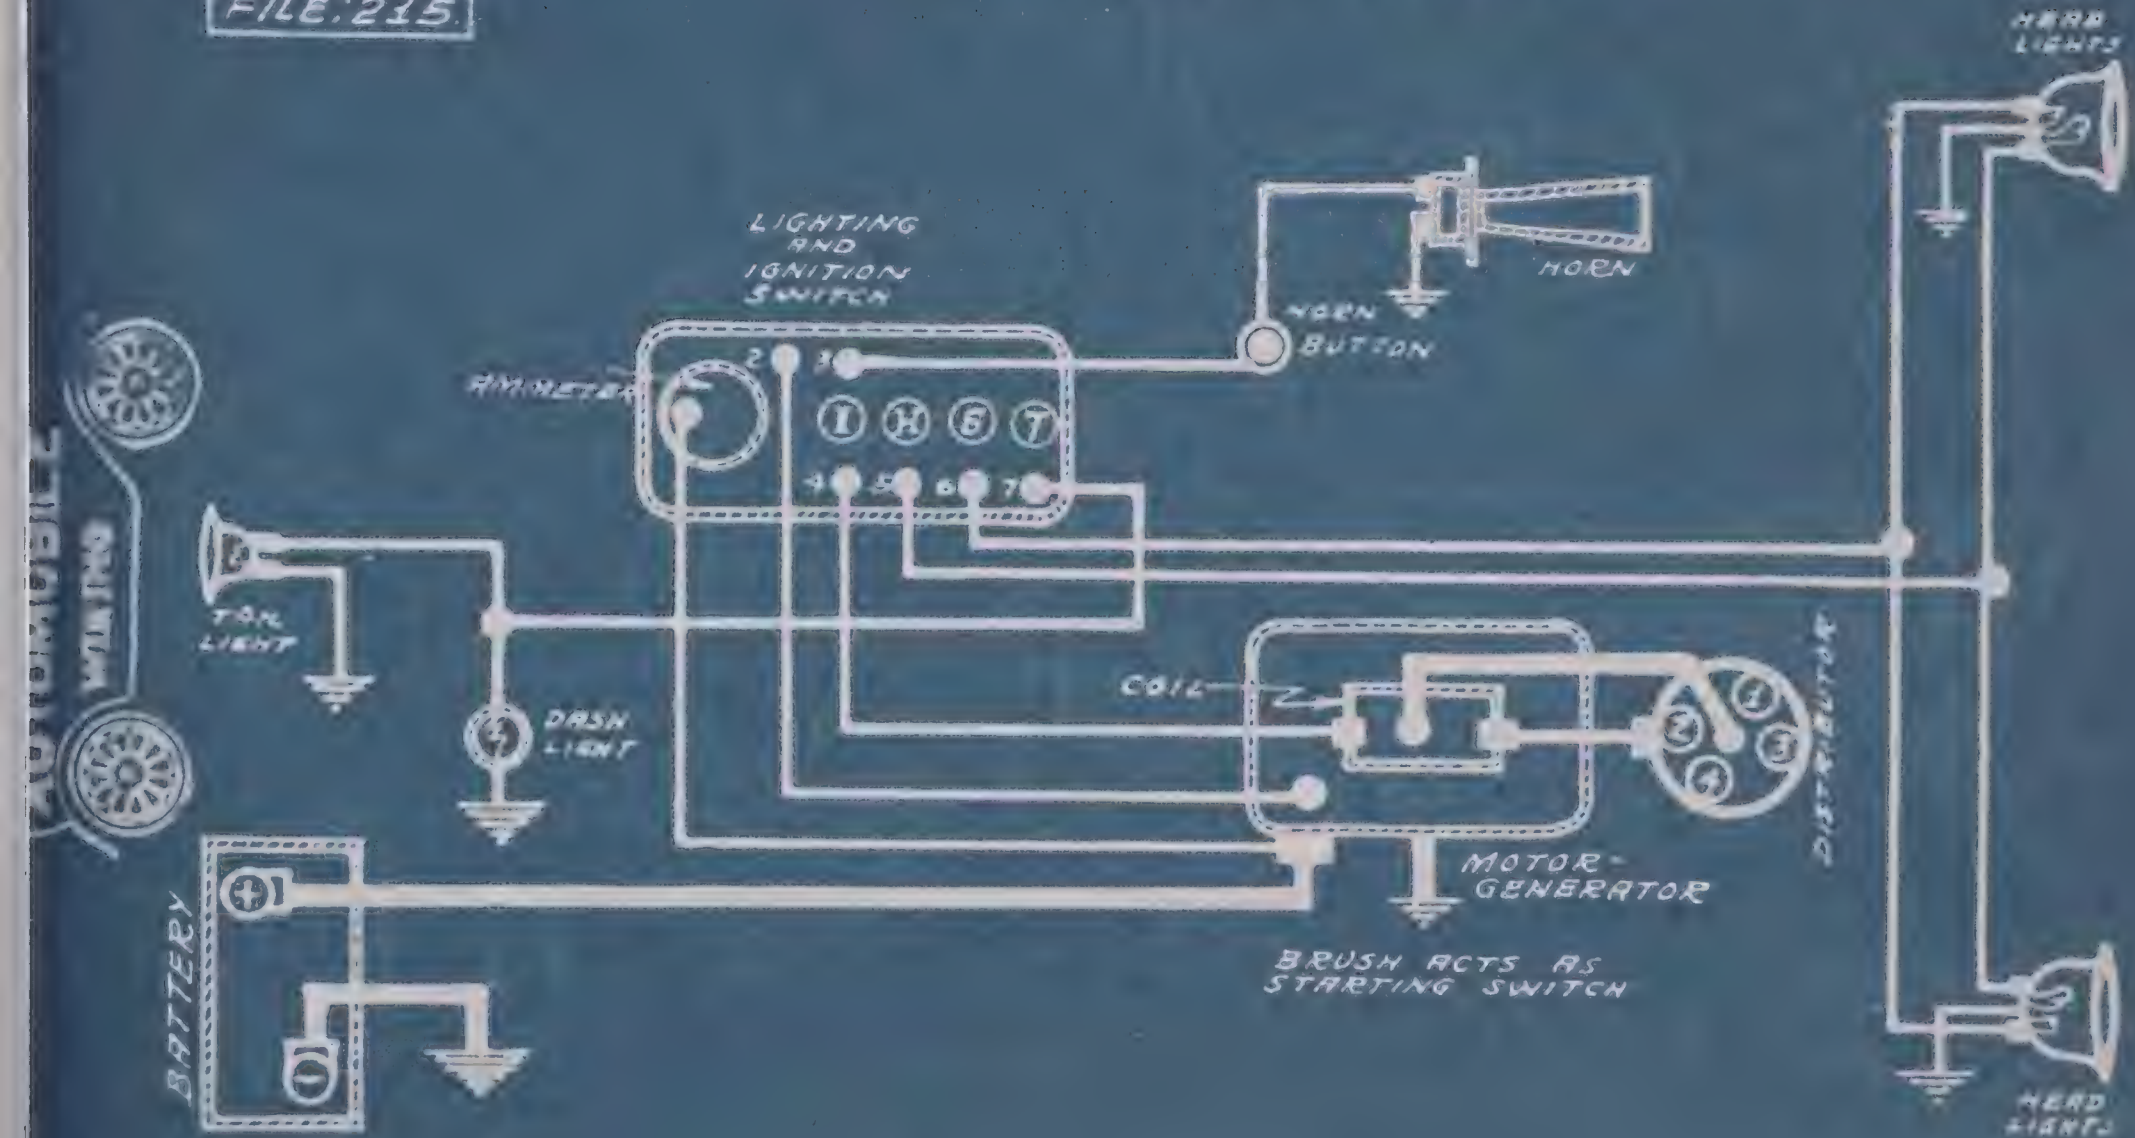 FILE. 215.
HEAD
LIGHTS
LIGHTING
AND
IGNITION
SWITCH
HORN
HORN
BUTTON
AMMETER
2 3
I H G T
4 5 6 7
AUTOMOBILE
WIRING
TAIL
LIGHT
DASH
LIGHT
COIL
1
2 3
4
DISTRIBUTOR
MOTOR-
GENERATOR
BRUSH ACTS AS
STARTING SWITCH
BATTERY
+
-
HEAD
LIGHTS